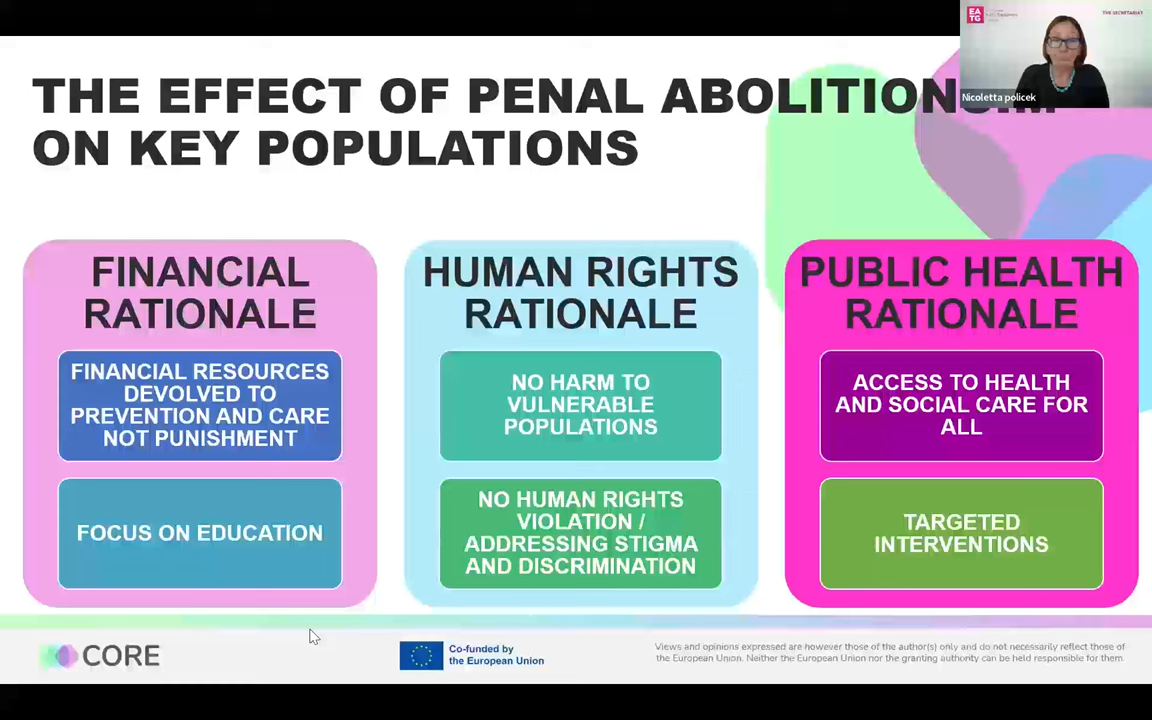 THE EFFECT OF PENAL ABOLITION
ON KEY POPULATIONS
EATG
THE SECRETARIAT
Nicoletta policek
FINANCIAL
RATIONALE
FINANCIAL RESOURCES
DEVOLVED TO
PREVENTION AND CARE
NOT PUNISHMENT
FOCUS ON EDUCATION
HUMAN RIGHTS
RATIONALE
NO HARM TO
VULNERABLE
POPULATIONS
NO HUMAN RIGHTS
VIOLATION /
ADDRESSING STIGMA
AND DISCRIMINATION
PUBLIC HEALTH
RATIONALE
ACCESS TO HEALTH
AND SOCIAL CARE FOR
ALL
TARGETED
INTERVENTIONS
CORE
Co-funded by
the European Union
Views and opinions expressed are however those of the author(s) only and do not necessarily reflect those of
the European Union. Neither the European Union nor the granting authority can be held responsible for them.